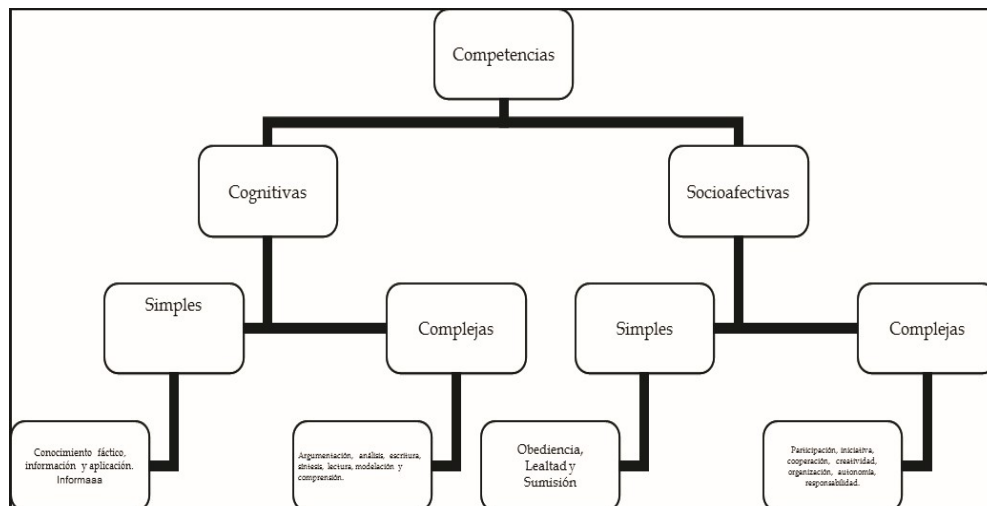 Competencias
Cognitivas
Socioafectivas
Simples
Complejas
Simples
Complejas
Conocimiento fáctico,
información y aplicación.
Informaaa
Argumentación, análisis, escritura,
síntesis, lectura, modelación y
comprensión.
Obediencia,
Lealtad y
Sumisión
Participación, iniciativa,
cooperación, creatividad,
organización, autonomía,
responsabilidad.